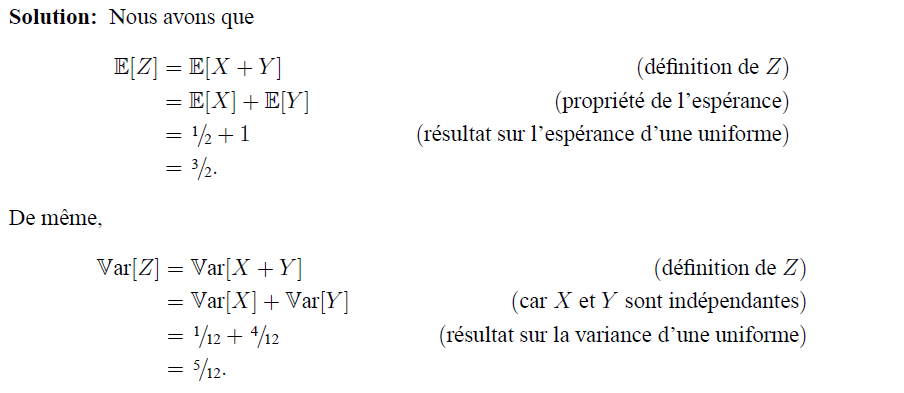 Solution: Nous avons que
𝔼[Z] = 𝔼[X + Y] (définition de Z)
= 𝔼[X] + 𝔼[Y] (propriété de l’espérance)
= 1/2 + 1 (résultat sur l’espérance d’une uniforme)
= 3/2.
De même,
𝕍ar[Z] = 𝕍ar[X + Y] (définition de Z)
= 𝕍ar[X] + 𝕍ar[Y] (car X et Y sont indépendantes)
= 1/12 + 4/12 (résultat sur la variance d’une uniforme)
= 5/12.